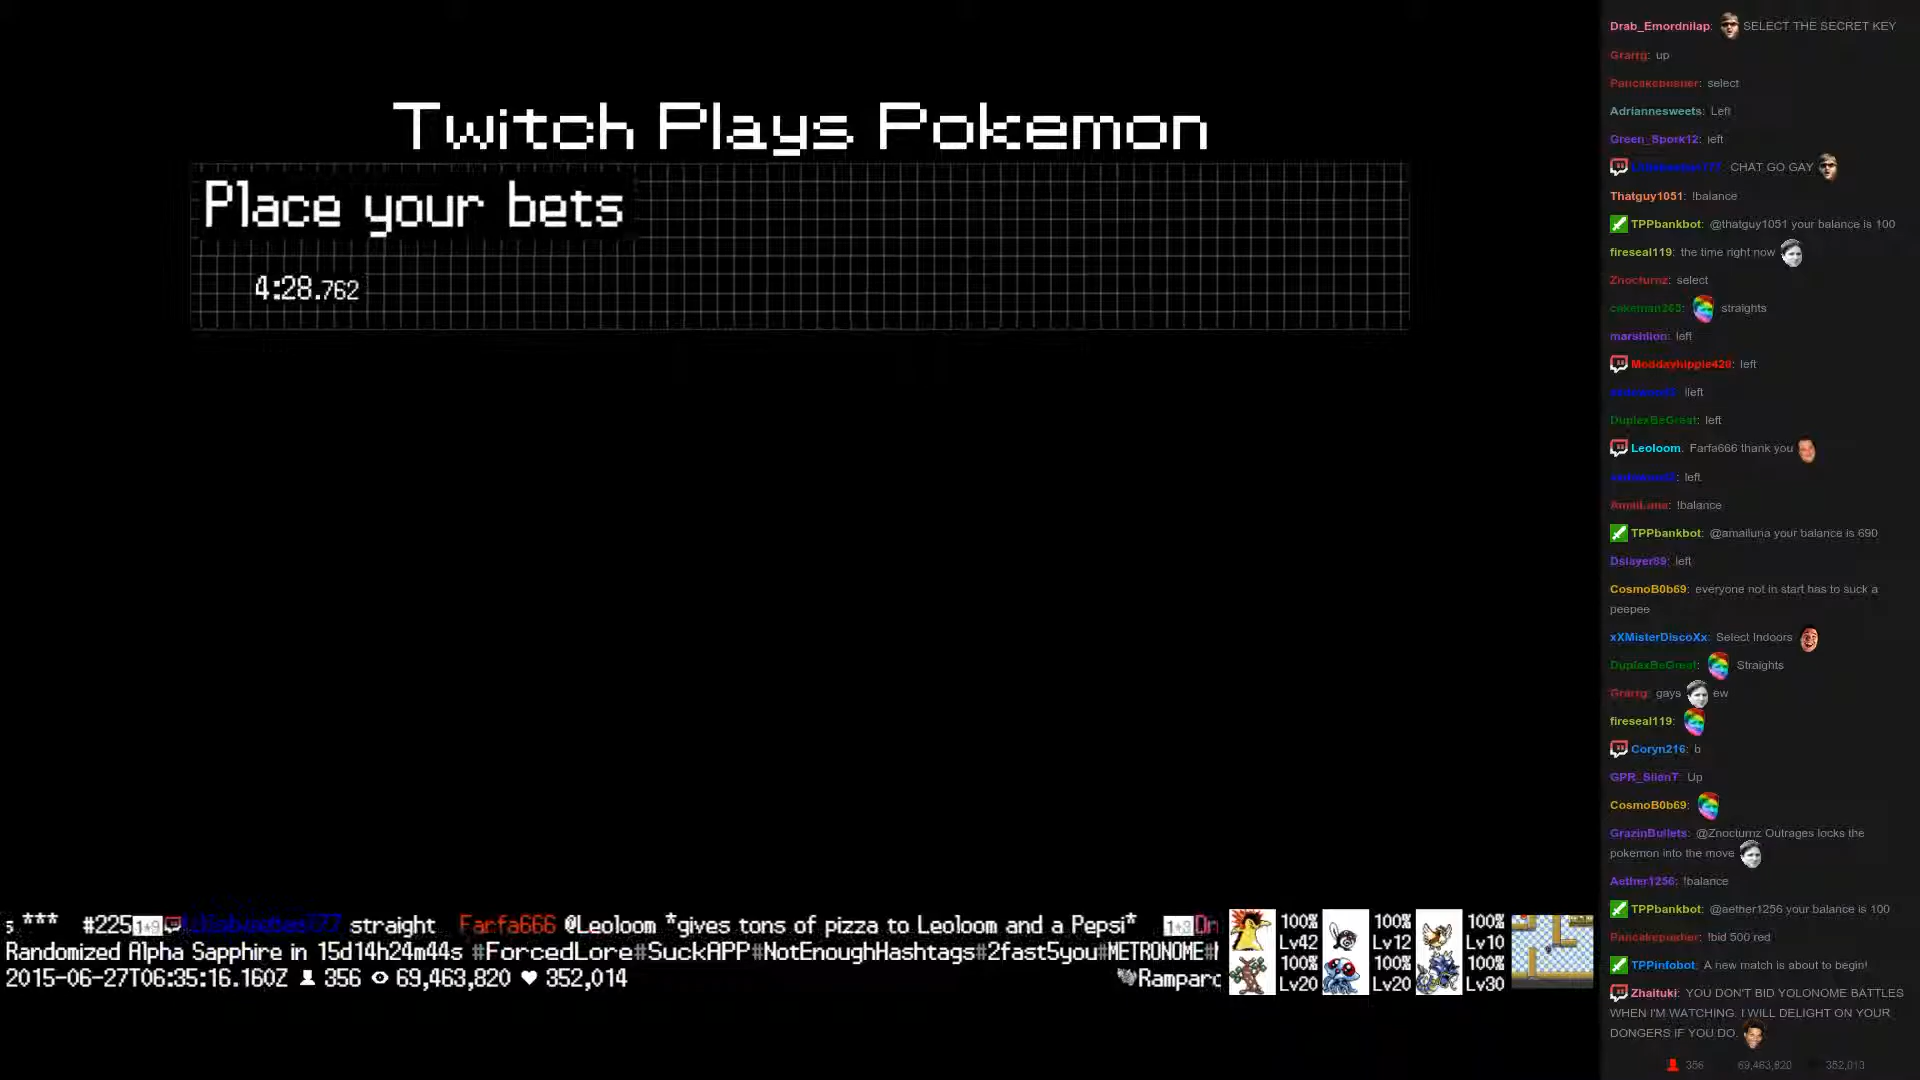 Twitch Plays Pokemon
Place your bets
4:28.762
s *** #225 straight Farfa666 @Leoloom *gives tons of pizza to Leoloom and a Pepsi*
Randomized Alpha Sapphire in 15d14h24m44s #ForcedLore#SuckAPP#NotEnoughHashtags#2fast5you#METRONOME#
2015-06-27T06:35:16.160Z 356 69,463,820 352,014
Ramparc
100% 100% 100%
Lv42 Lv12 Lv10
100% 100% 100%
Lv20 Lv20 Lv30
Drab_Emordnilap: SELECT THE SECRET KEY
Grarrg: up
Pancakepusher: select
Adriannesweets: Left
Green_Spork12: left
CHAT GO GAY
Thatguy1051: !balance
TPPbankbot: @thatguy1051 your balance is 100
fireseal119: the time right now
Znocturnz: select
straights
marshlion: left
Moddayhippie420: left
!left
DuplexBeGreat: left
Leoloom: Farfa666 thank you
left
AmaiLuna: !balance
TPPbankbot: @amailuna your balance is 690
Dslayer69: left
CosmoB0b69: everyone not in start has to suck a
peepee
xXMisterDiscoXx: Select Indoors
DuplexBeGreat: Straights
Grarrg: gays ew
fireseal119:
Coryn216: b
GPR_SilenT: Up
CosmoB0b69:
GrazinBullets: @Znocturnz Outrages locks the
pokemon into the move
Aether1256: !balance
TPPbankbot: @aether1256 your balance is 100
Pancakepusher: !bid 500 red
TPPinfobot: A new match is about to begin!
Zhaituki: YOU DON'T BID YOLONOME BATTLES
WHEN I'M WATCHING. I WILL DELIGHT ON YOUR
DONGERS IF YOU DO.
356 69,463,820 352,013